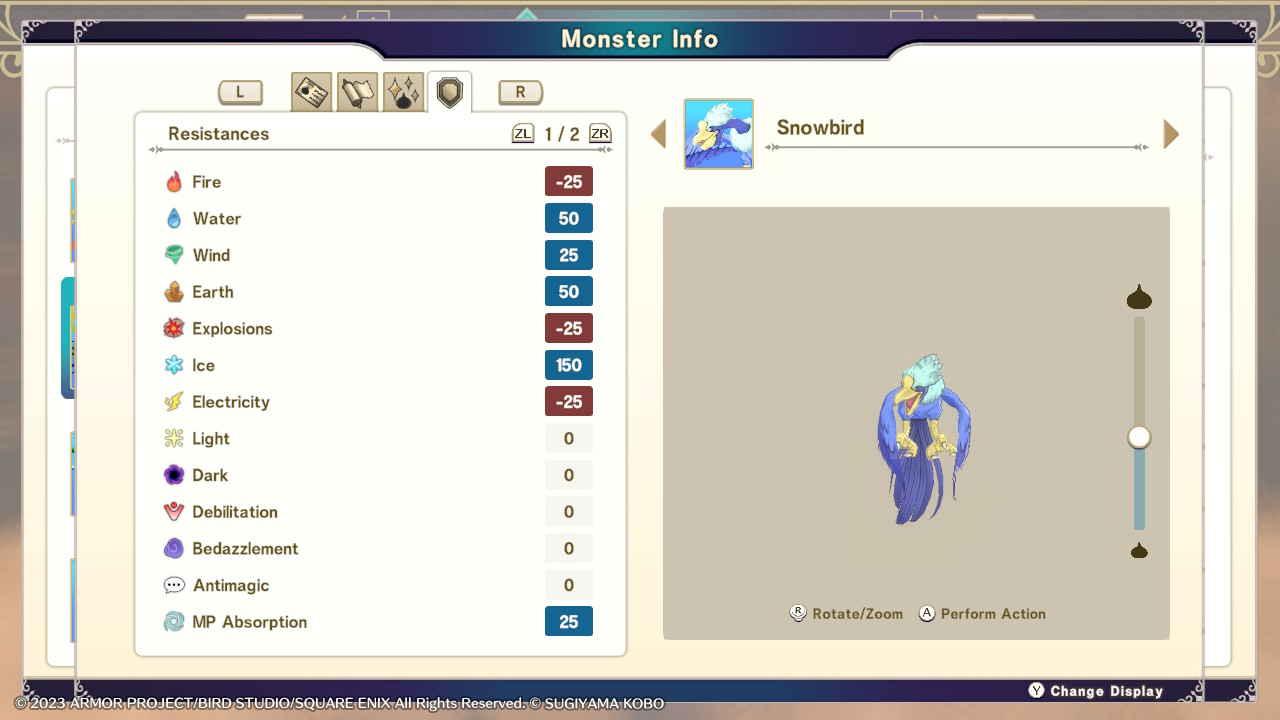 Monster Info
L R
Resistances ZL 1 / 2 ZR
Snowbird
Fire -25
Water 50
Wind 25
Earth 50
Explosions -25
Ice 150
Electricity -25
Light 0
Dark 0
Debilitation 0
Bedazzlement 0
Antimagic 0
MP Absorption 25
R Rotate/Zoom A Perform Action
Y Change Display
© 2023 ARMOR PROJECT/BIRD STUDIO/SQUARE ENIX All Rights Reserved. © SUGIYAMA KOBO